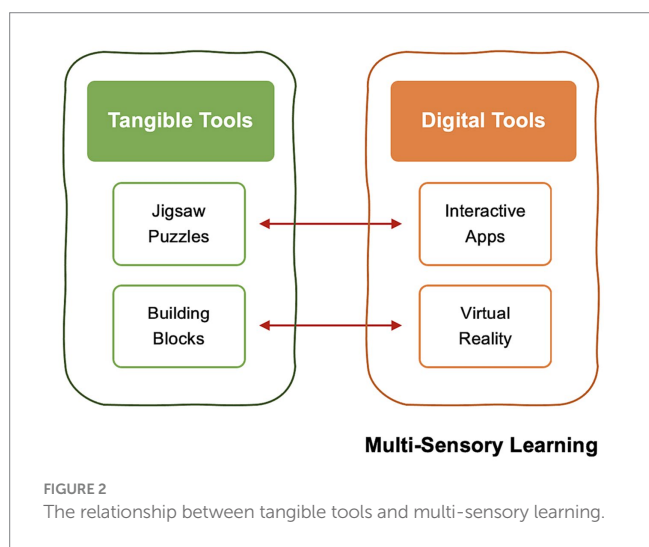 Tangible Tools
Digital Tools
Jigsaw
Puzzles
Interactive
Apps
Building
Blocks
Virtual
Reality
Multi-Sensory Learning
FIGURE 2
The relationship between tangible tools and multi-sensory learning.